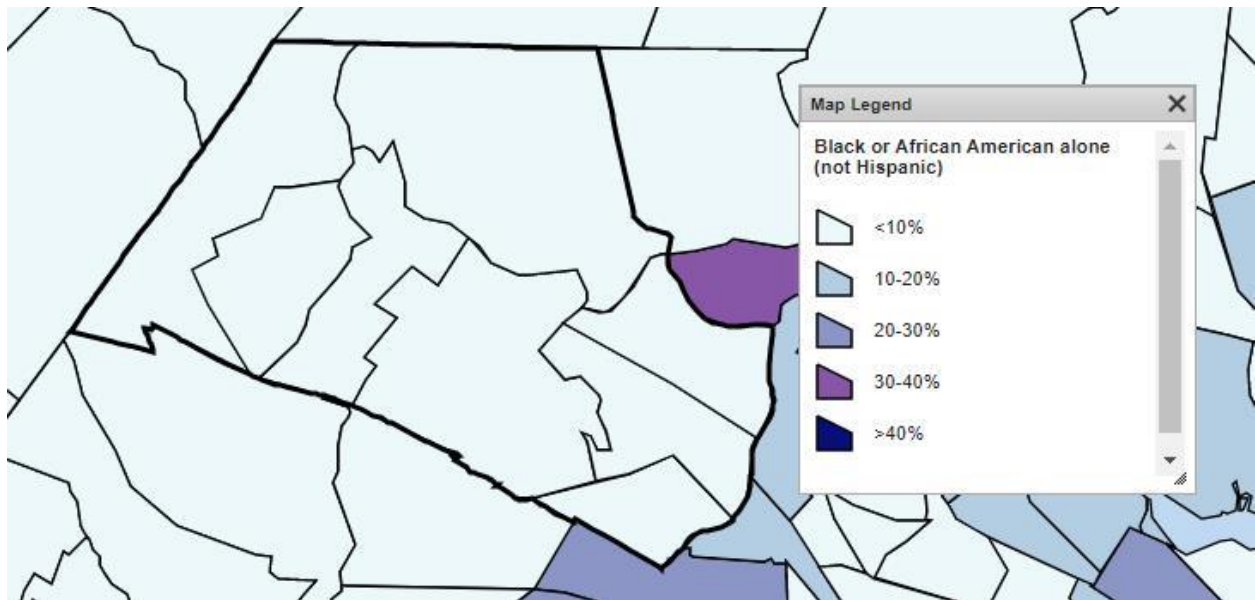 Map Legend
Black or African American alone
(not Hispanic)
<10%
10-20%
20-30%
30-40%
>40%